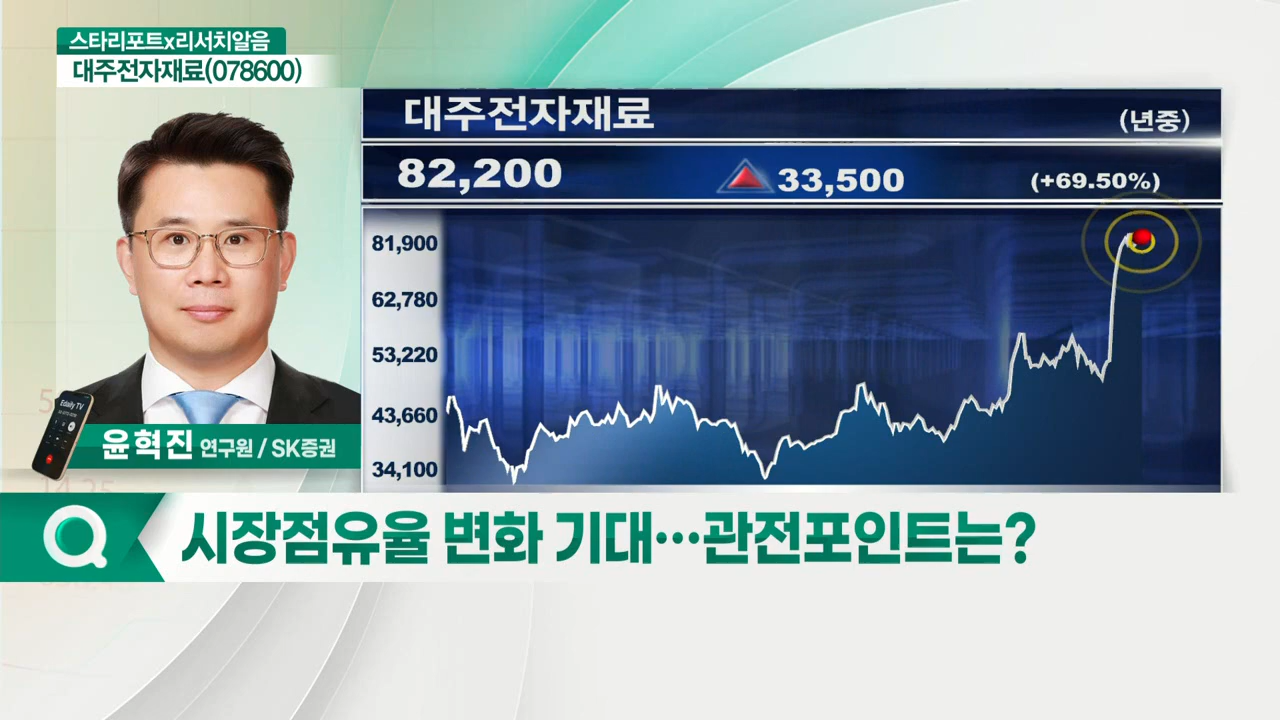 스타리포트x리서치알음
대주전자재료(078600)
대주전자재료
(년중)
82,200
33,500
(+69.50%)
81,900
62,780
53,220
43,660
34,100
Edaily TV
윤혁진 연구원 / SK증권
Q
시장점유율 변화 기대…관전포인트는?